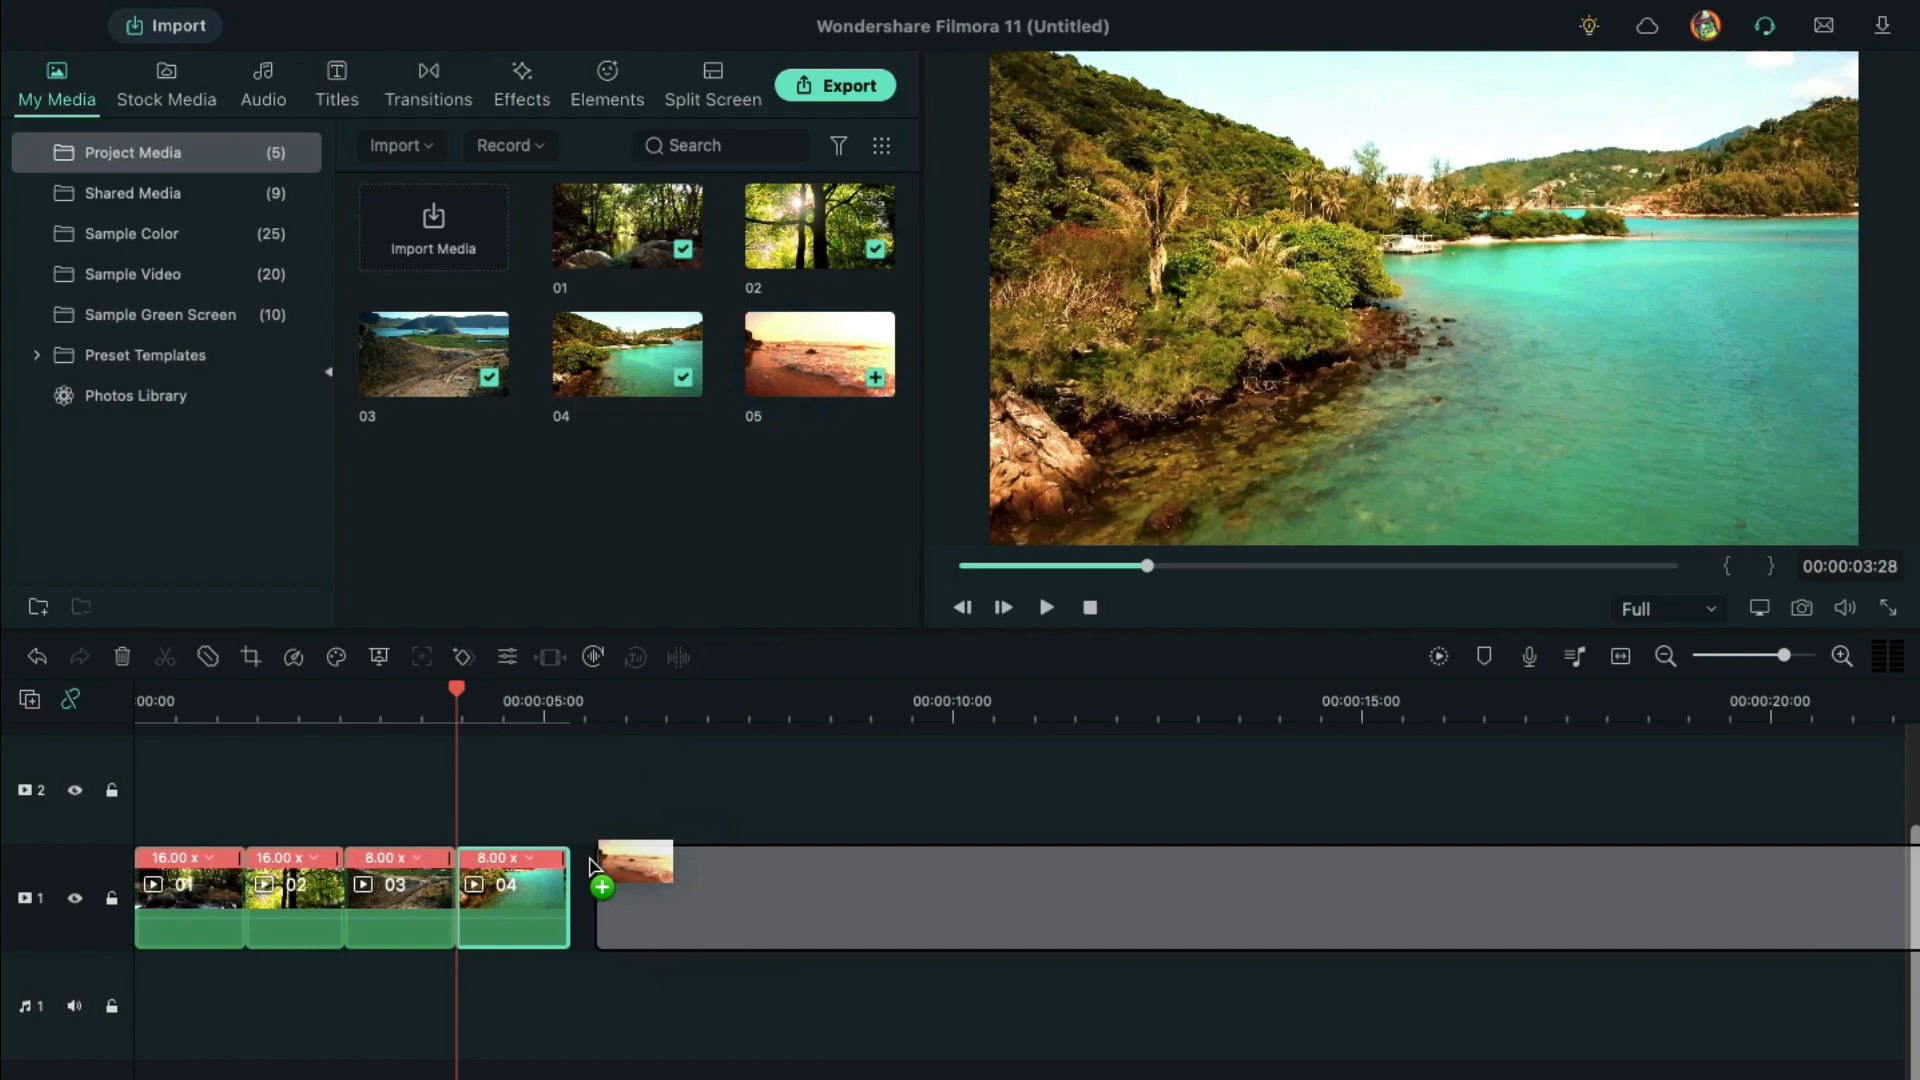 Import
Wondershare Filmora 11 (Untitled)
My Media
Stock Media
Audio
Titles
Transitions
Effects
Elements
Split Screen
Export
Project Media (5)
Shared Media (9)
Sample Color (25)
Sample Video (20)
Sample Green Screen (10)
Preset Templates
Photos Library
Import
Record
Search
Import Media
01
02
03
04
05
{ } 00:00:03:28
Full
:00:00
00:00:05:00
00:00:10:00
00:00:15:00
00:00:20:00
2
16.00 x
16.00 x
8.00 x
8.00 x
1
01
02
03
04
1